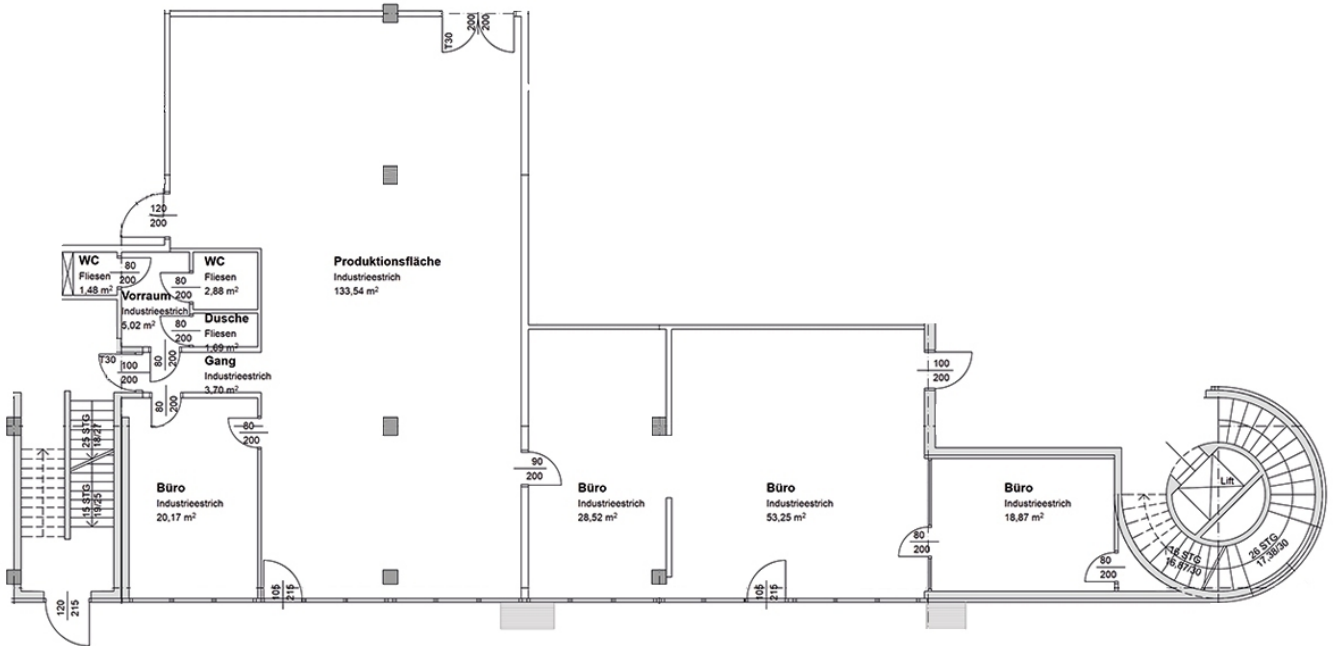 200
200
T30
120
200
WC
Fliesen
1,48 m²
80
200
WC
Fliesen
2,88 m²
80
200
Vorraum
Industrieestrich
5,02 m²
Dusche
Fliesen
1,69 m²
80
200
Produktionsfläche
Industrieestrich
133,54 m²
T30
100
200
80
200
Gang
Industrieestrich
3,70 m²
80
200
80
200
100
200
25 STG
18/27
15 STG
19/25
90
200
Büro
Industrieestrich
20,17 m²
Büro
Industrieestrich
28,52 m²
Büro
Industrieestrich
53,25 m²
Büro
Industrieestrich
18,87 m²
Lift
80
200
80
200
16 STG
16,87/30
26 STG
17,38/30
120
215
105
215
105
215